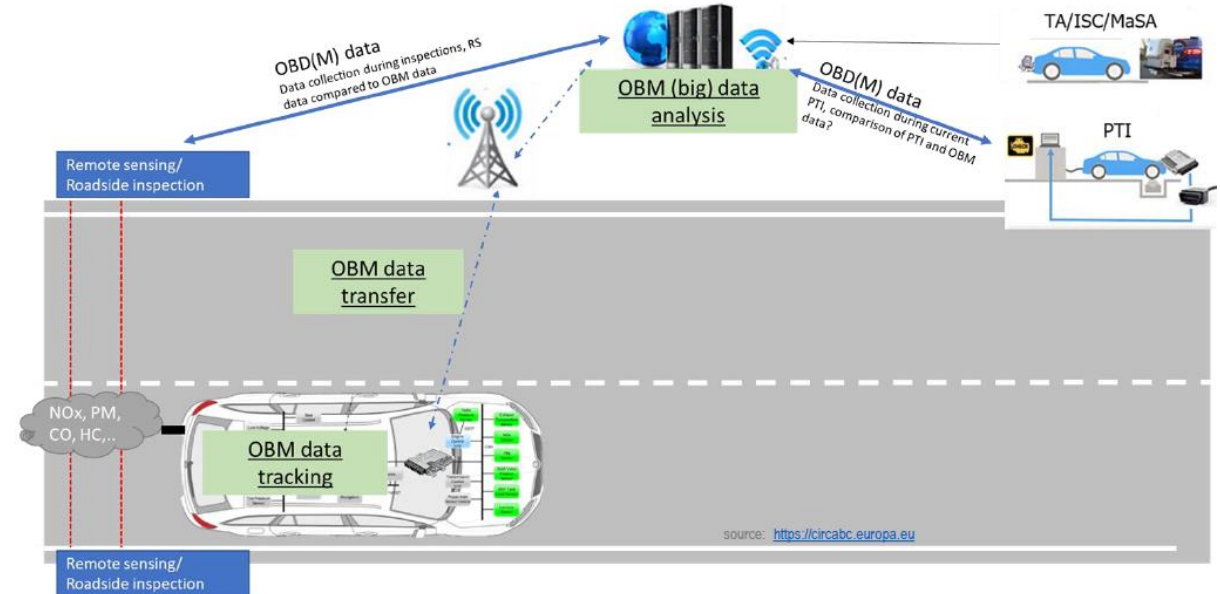 OBD(M) data
Data collection during inspections, RS
data compared to OBM data
OBM (big) data
analysis
OBD(M) data
Data collection during current
PTI, comparison of PTI and OBM
data?
TA/ISC/MaSA
PTI
CHECK
Remote sensing/
Roadside inspection
OBM data
transfer
NOx, PM,
CO, HC,..
OBM data
tracking
source: https://circabc.europa.eu
Remote sensing/
Roadside inspection